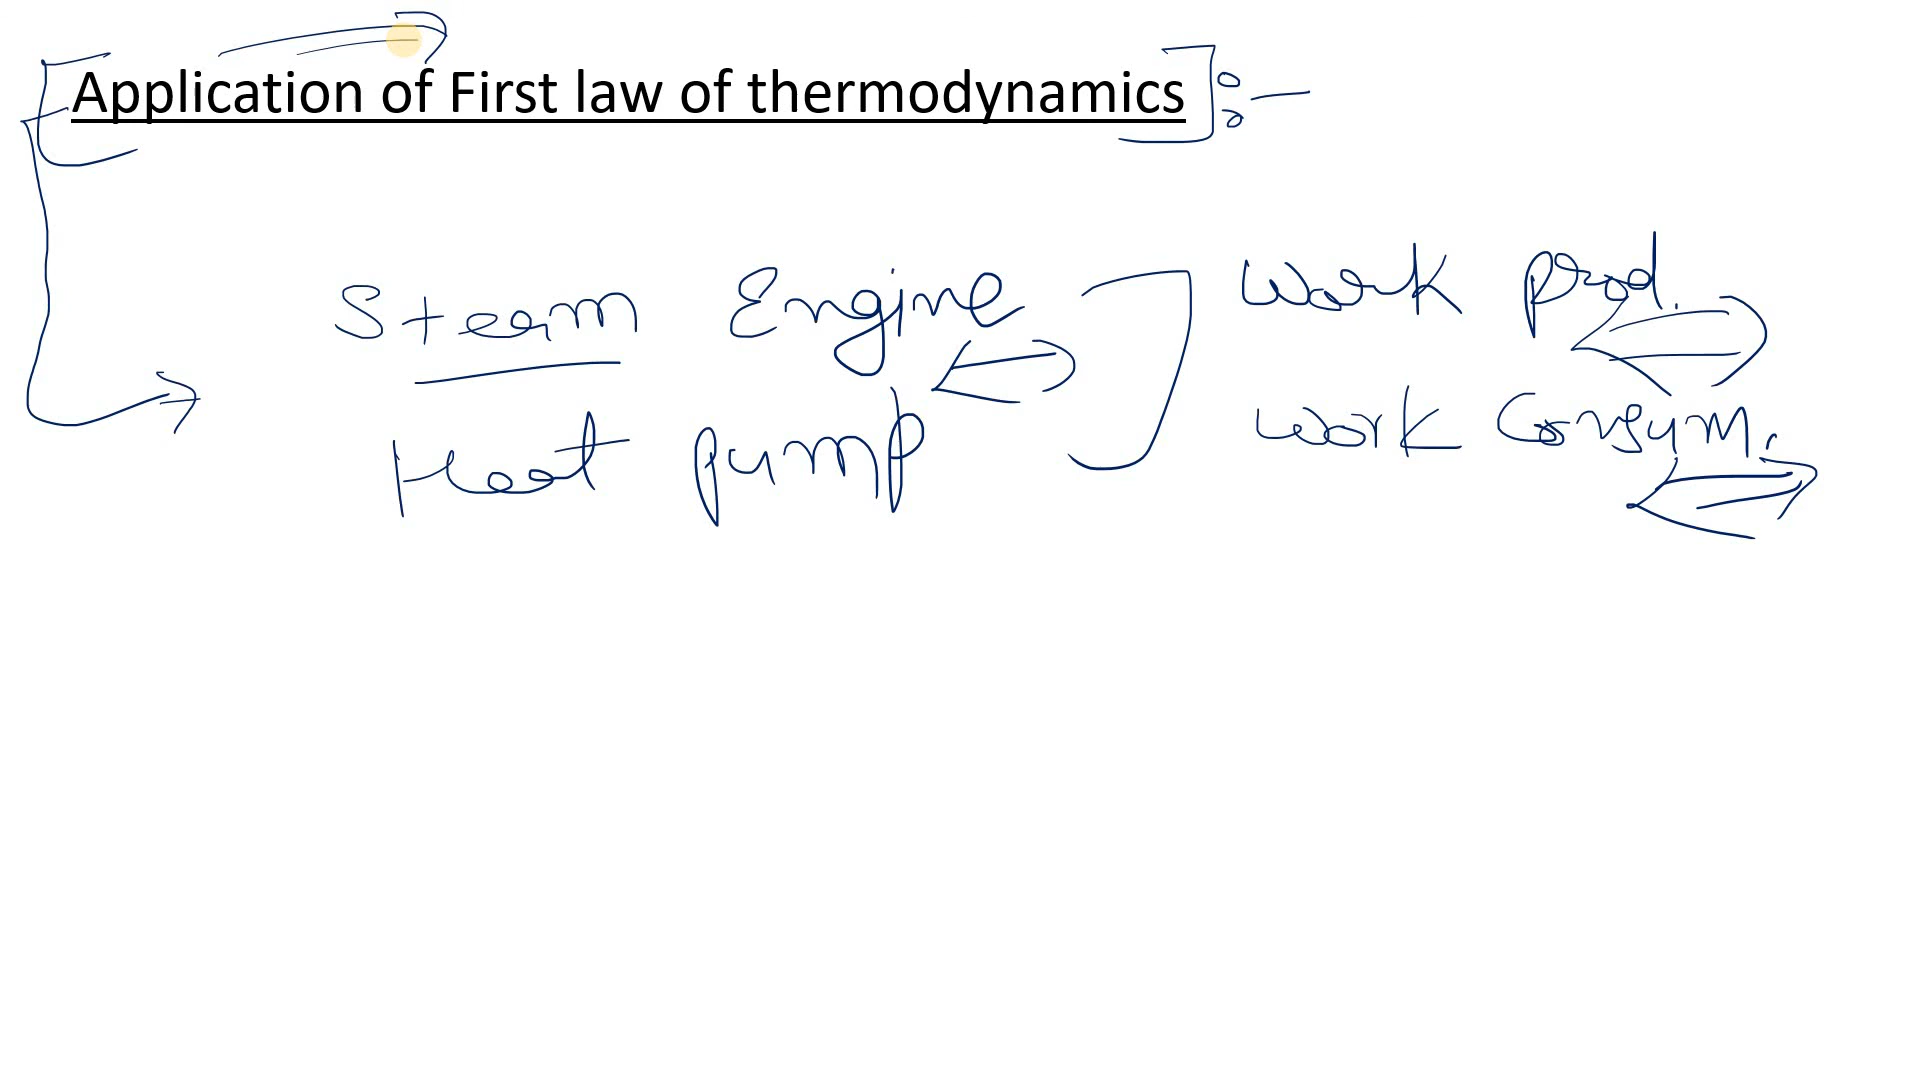 Application of First law of thermodynamics :-
Steam Engine
Work Prod.
Heat pump
Work Consum.